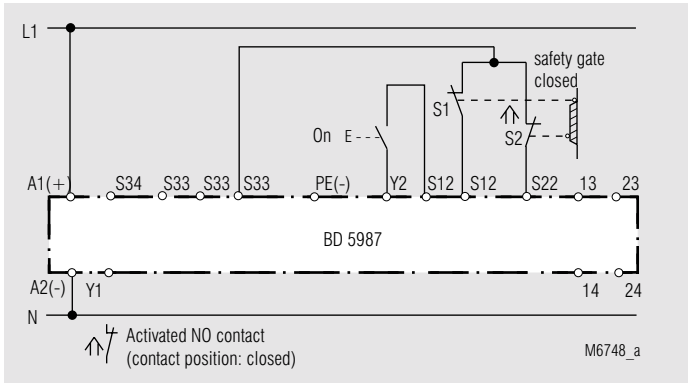 L1
safety gate
closed
S1
S2
On E
A1(+) S34 S33 S33 S33 PE(-) Y2 S12 S12 S22 13 23
BD 5987
A2(-) Y1 14 24
N
Activated NO contact
(contact position: closed)
M6748_a